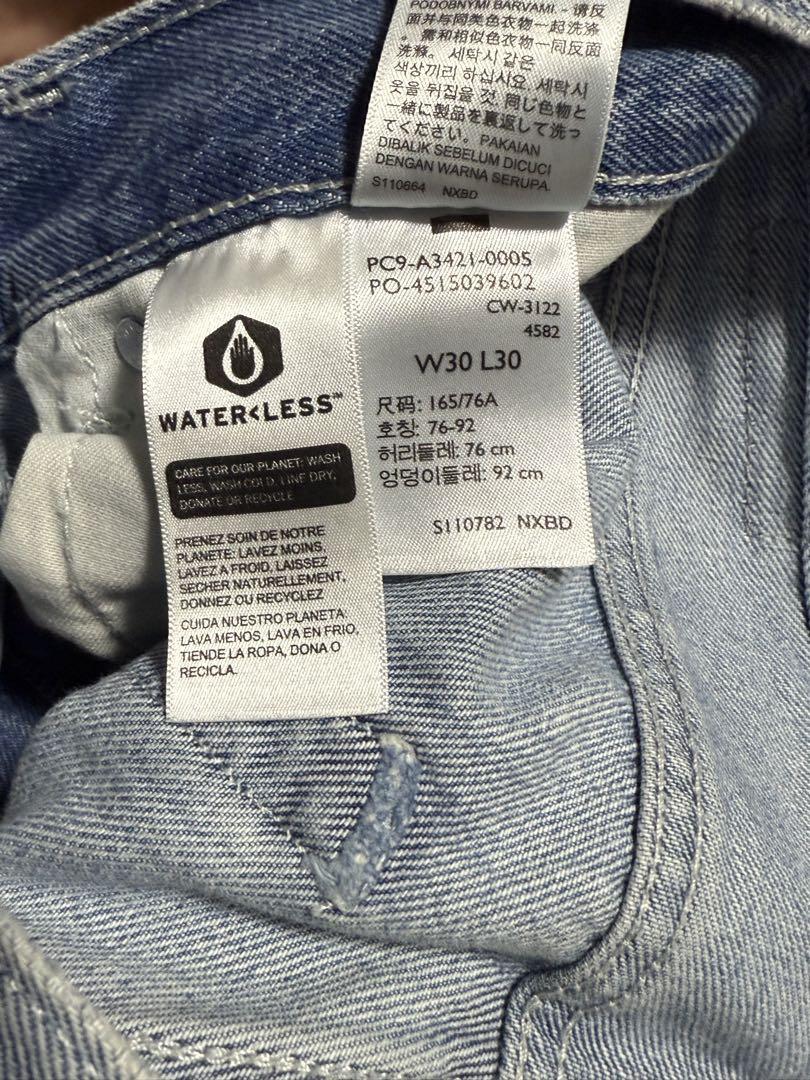 PODOBNYMI BARVAMI. - 请反
面并与同类色衣物一起洗涤
。需和相似色衣物一同反面
洗滌。 세탁시 같은
색상끼리 하십시요. 세탁시
옷을 뒤집을 것 同じ色物と
一緒に製品を裏返して洗っ
てください。PAKAIAN
DIBALIK SEBELUM DICUCI
DENGAN WARNA SERUPA.
S110664 NXBD
PC9-A3421-0005
PO-4515039602
CW-3122
4582
W30 L30
尺码: 165/76A
호칭: 76-92
허리둘레: 76 cm
엉덩이둘레: 92 cm
S110782 NXBD
WATER<LESS™
CARE FOR OUR PLANET: WASH
LESS, WASH COLD, LINE DRY,
DONATE OR RECYCLE
PRENEZ SOIN DE NOTRE
PLANETE: LAVEZ MOINS,
LAVEZ A FROID, LAISSEZ
SECHER NATURELLEMENT,
DONNEZ OU RECYCLEZ
CUIDA NUESTRO PLANETA
LAVA MENOS, LAVA EN FRIO,
TIENDE LA ROPA, DONA O
RECICLA.